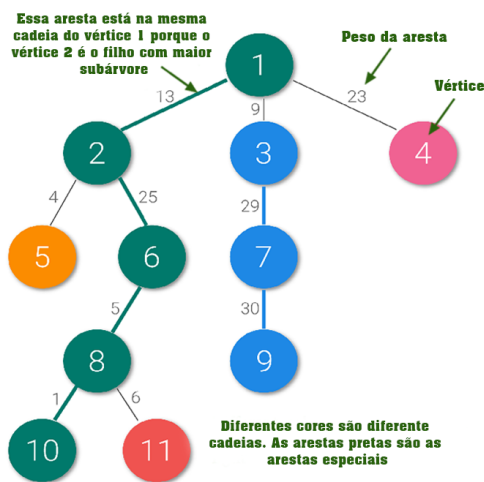 Essa aresta está na mesma
cadeia do vértice 1 porque o
vértice 2 é o filho com maior
subárvore
Peso da aresta
1
Vértice
13
9
23
2
3
4
4
25
29
5
6
7
5
30
8
9
1
6
10
11
Diferentes cores são diferente
cadeias. As arestas pretas são as
arestas especiais